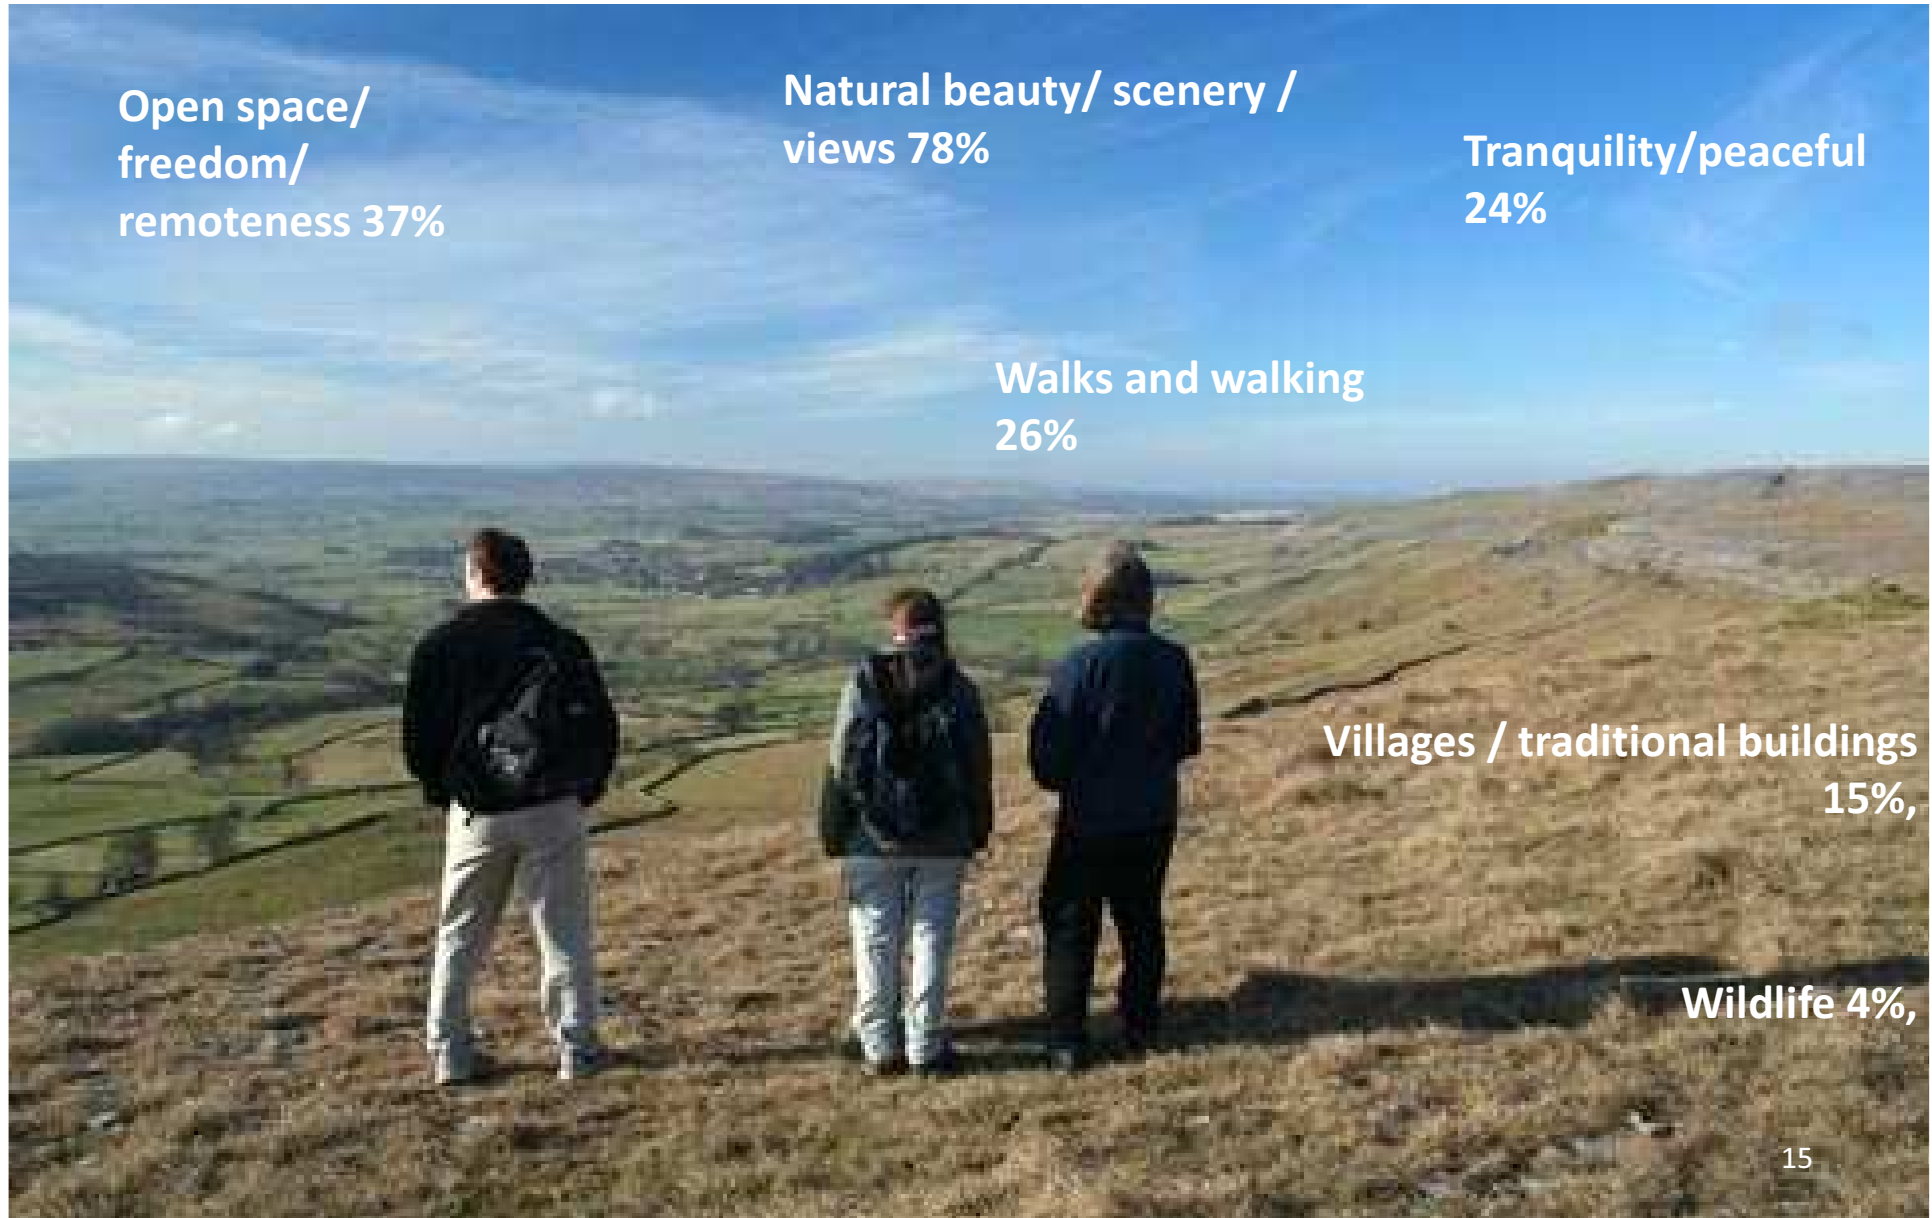 Open space/
freedom/
remoteness 37%
Natural beauty/ scenery /
views 78%
Tranquility/peaceful
24%
Walks and walking
26%
Villages / traditional buildings
15%,
Wildlife 4%,
15